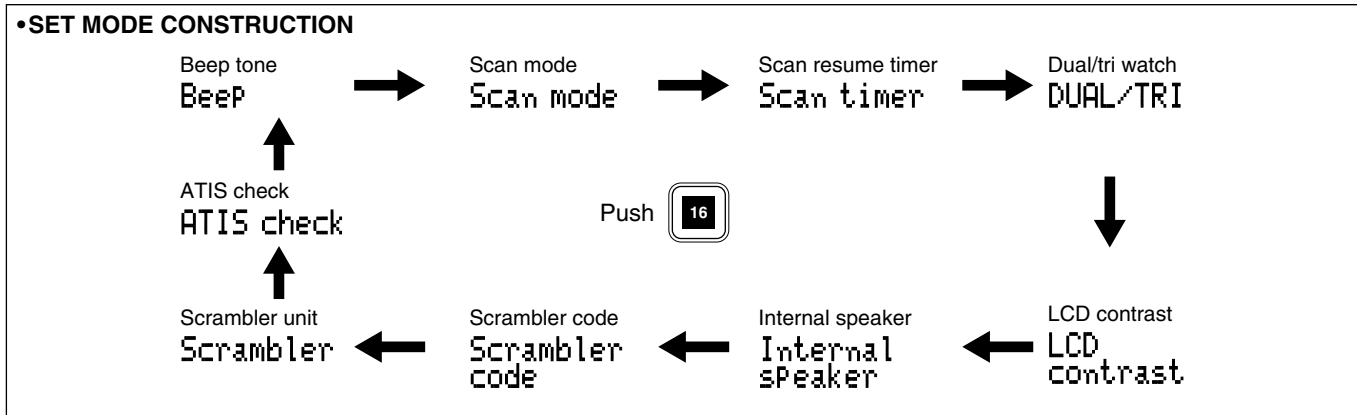 •SET MODE CONSTRUCTION
Beep tone
BeeP
Scan mode
Scan mode
Scan resume timer
Scan timer
Dual/tri watch
DUAL/TRI
ATIS check
ATIS check
Push 16
Scrambler unit
Scrambler
Scrambler code
Scrambler
code
Internal speaker
Internal
sPeaker
LCD contrast
LCD
contrast